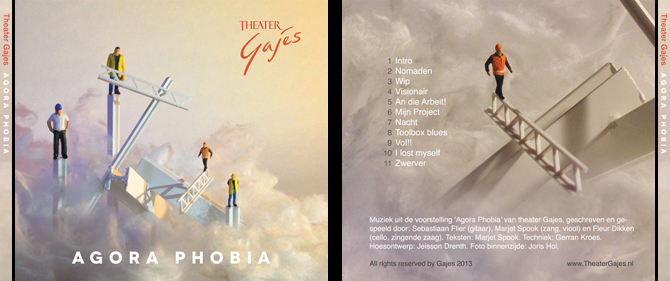 Theater Gajes AGORA PHOBIA
THEATER
Gajes
AGORA PHOBIA
1 Intro
2 Nomaden
3 Wip
4 Visionair
5 An die Arbeit!
6 Mijn Project
7 Nacht
8 Toolbox blues
9 Vol!!
10 I lost myself
11 Zwerver
Muziek uit de voorstelling 'Agora Phobia' van theater Gajes, geschreven en ge-
speeld door: Sebastiaan Flier (gitaar), Marjet Spook (zang, viool) en Fleur Dikken
(cello, zingende zaag). Teksten: Marjet Spook. Techniek: Gerran Kroes.
Hoesontwerp: Jeisson Drenth. Foto binnenzijde: Joris Hol.
All rights reserved by Gajes 2013
www.TheaterGajes.nl
Theater Gajes AGORA PHOBIA